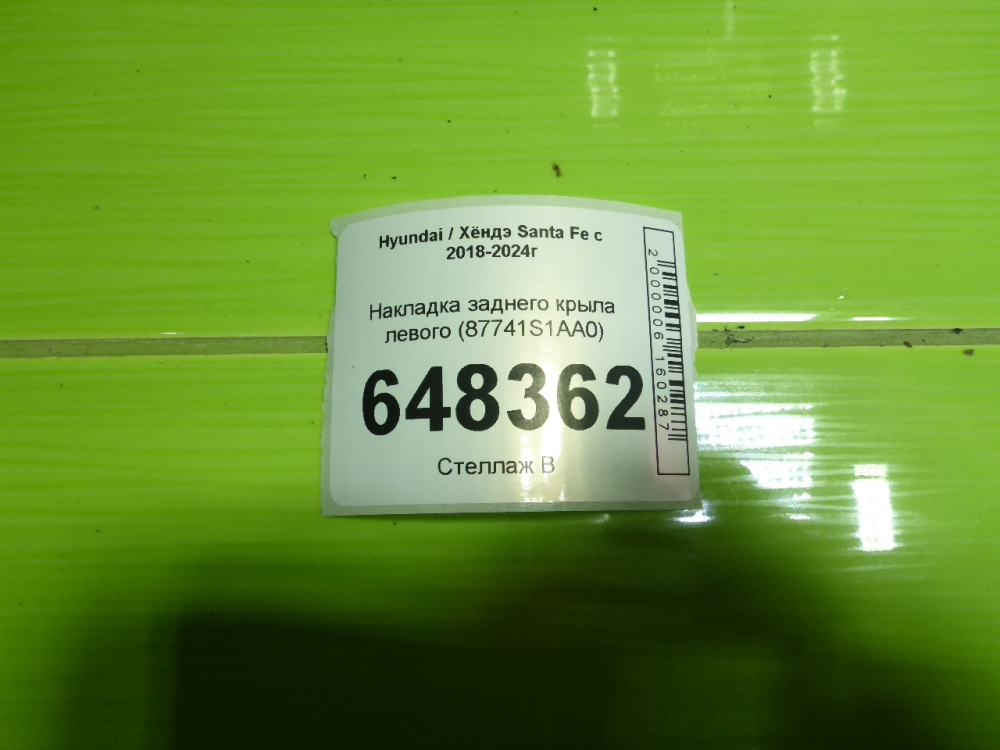 Hyundai / Хёндэ Santa Fe с
2018-2024г
Накладка заднего крыла
левого (87741S1AA0)
648362
Стеллаж В
2000006160287